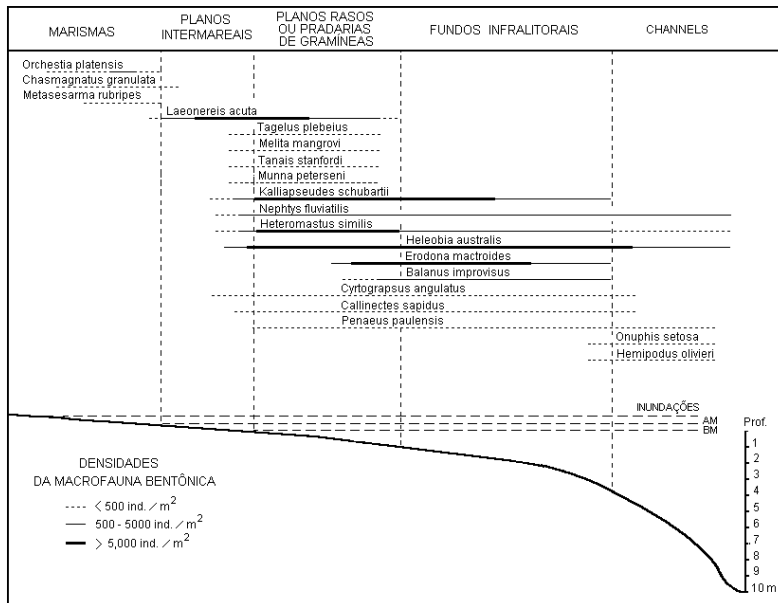 MARISMAS
PLANOS
INTERMAREAIS
PLANOS RASOS
OU PRADARIAS
DE GRAMÍNEAS
FUNDOS INFRALITORAIS
CHANNELS
Orchestia platensis
Chasmagnatus granulata
Metasesarma rubripes
Laeonereis acuta
Tagelus plebeius
Melita mangrovi
Tanais stanfordi
Munna peterseni
Kalliapseudes schubartii
Nephtys fluviatilis
Heteromastus similis
Heleobia australis
Erodona mactroides
Balanus improvisus
Cyrtograpsus angulatus
Callinectes sapidus
Penaeus paulensis
Onuphis setosa
Hemipodus olivieri
INUNDAÇÕES
AM
BM
Prof.
1
2
3
4
5
6
7
8
9
10 m
DENSIDADES
DA MACROFAUNA BENTÔNICA
< 500 ind. / m²
500 - 5000 ind. / m²
> 5,000 ind. / m²